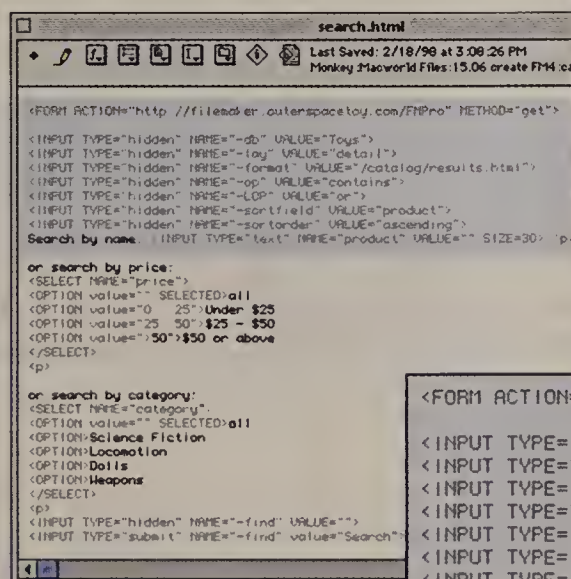 search.html
Last Saved: 2/18/98 at 3:08:26 PM
Monkey:Macworld Files:15.06 create FM4:ca
<FORM ACTION="http://filemaker.outerspacetoy.com/FMPro" METHOD="get">
<INPUT TYPE="hidden" NAME="-db" VALUE="Toys">
<INPUT TYPE="hidden" NAME="-lay" VALUE="detail">
<INPUT TYPE="hidden" NAME="-format" VALUE="/catalog/results.html">
<INPUT TYPE="hidden" NAME="-op" VALUE="contains">
<INPUT TYPE="hidden" NAME="-LOP" VALUE="or">
<INPUT TYPE="hidden" NAME="-sortfield" VALUE="product">
<INPUT TYPE="hidden" NAME="-sortorder" VALUE="ascending">
Search by name. <INPUT TYPE="text" NAME="product" VALUE="" SIZE=30> <p
or search by price:
<SELECT NAME="price">
<OPTION value="" SELECTED>all
<OPTION value="0 25">Under $25
<OPTION value="25 50">$25 - $50
<OPTION value=">50">$50 or above
</SELECT>
<p>
or search by category:
<SELECT NAME="category">
<OPTION value="" SELECTED>all
<OPTION>Science Fiction
<OPTION>Locomotion
<OPTION>Dolls
<OPTION>Weapons
</SELECT>
<p>
<INPUT TYPE="hidden" NAME="-find" VALUE="">
<INPUT TYPE="submit" NAME="-find" value="Search">
<FORM ACTION=
<INPUT TYPE=
<INPUT TYPE=
<INPUT TYPE=
<INPUT TYPE=
<INPUT TYPE=
<INPUT TYPE=